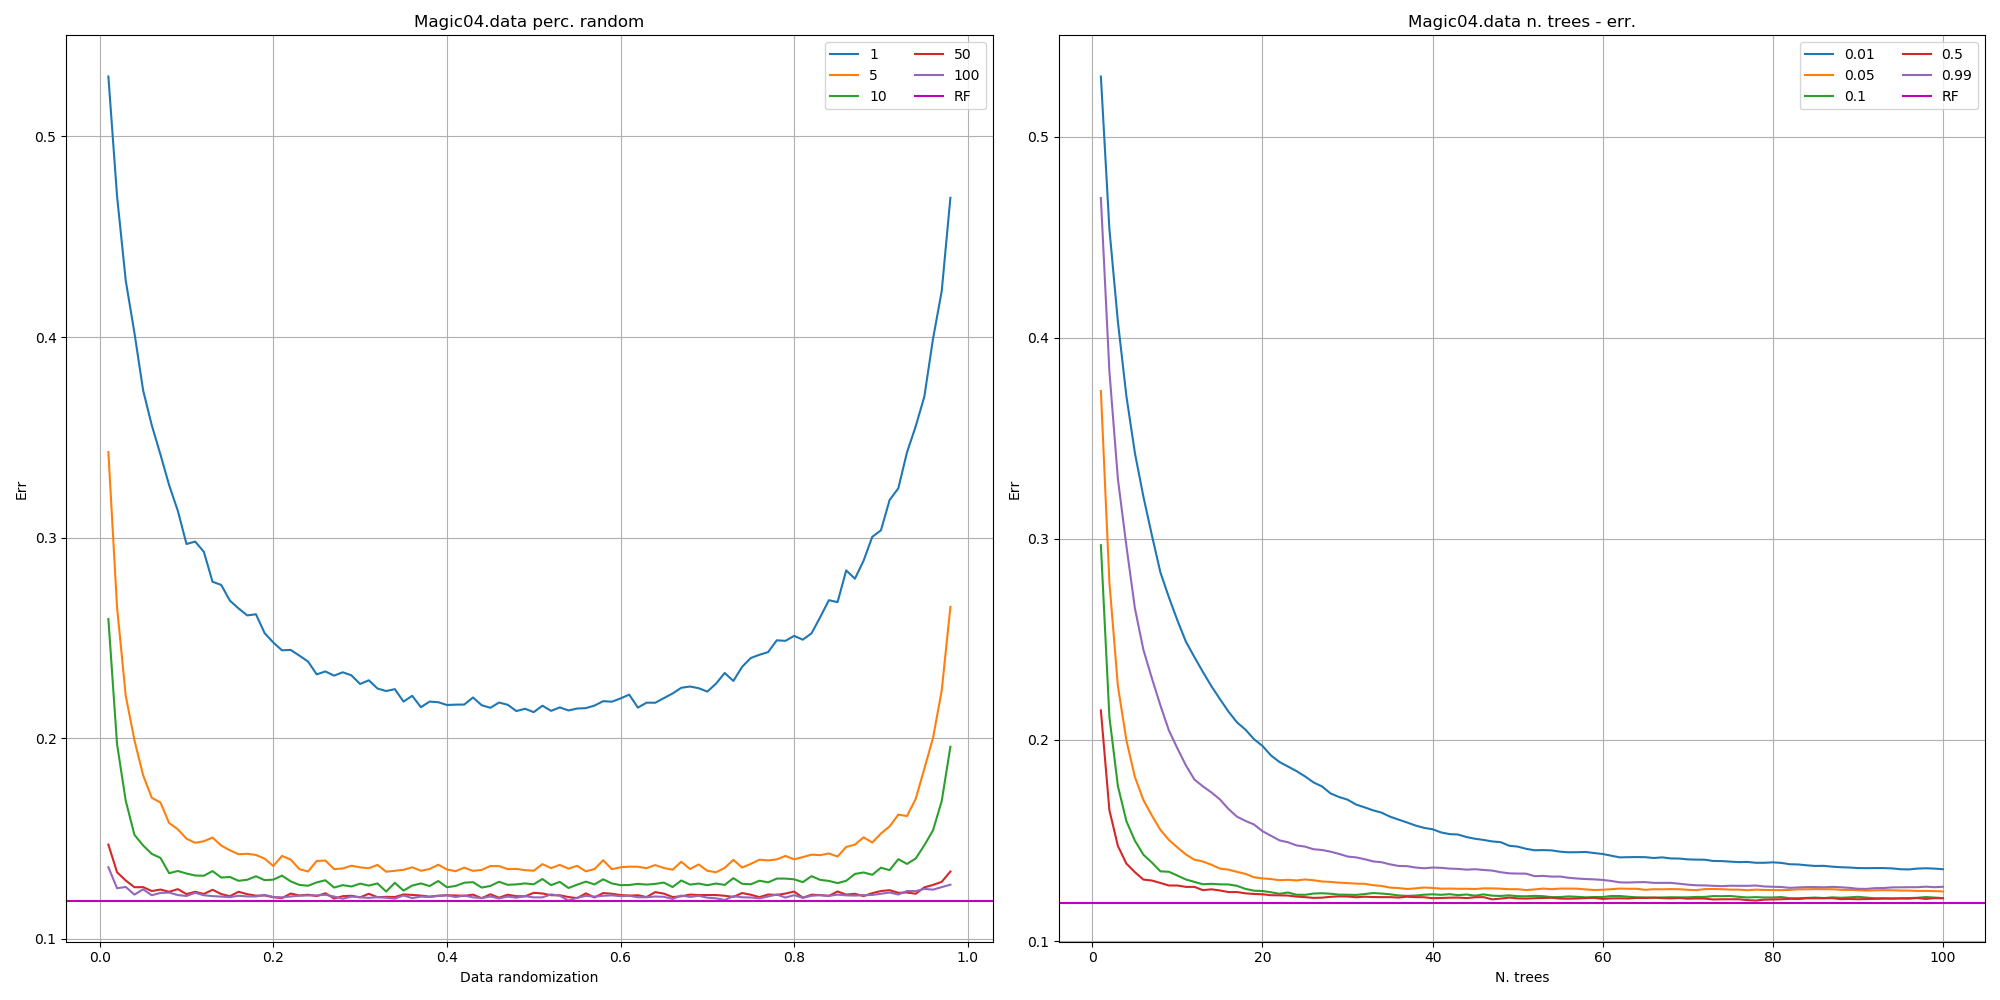 Magic04.data perc. random
1 50
5 100
10 RF
0.5
0.4
0.3
0.2
0.1
Err
0.0 0.2 0.4 0.6 0.8 1.0
Data randomization
Magic04.data n. trees - err.
0.01 0.5
0.05 0.99
0.1 RF
0.5
0.4
0.3
0.2
0.1
Err
0 20 40 60 80 100
N. trees